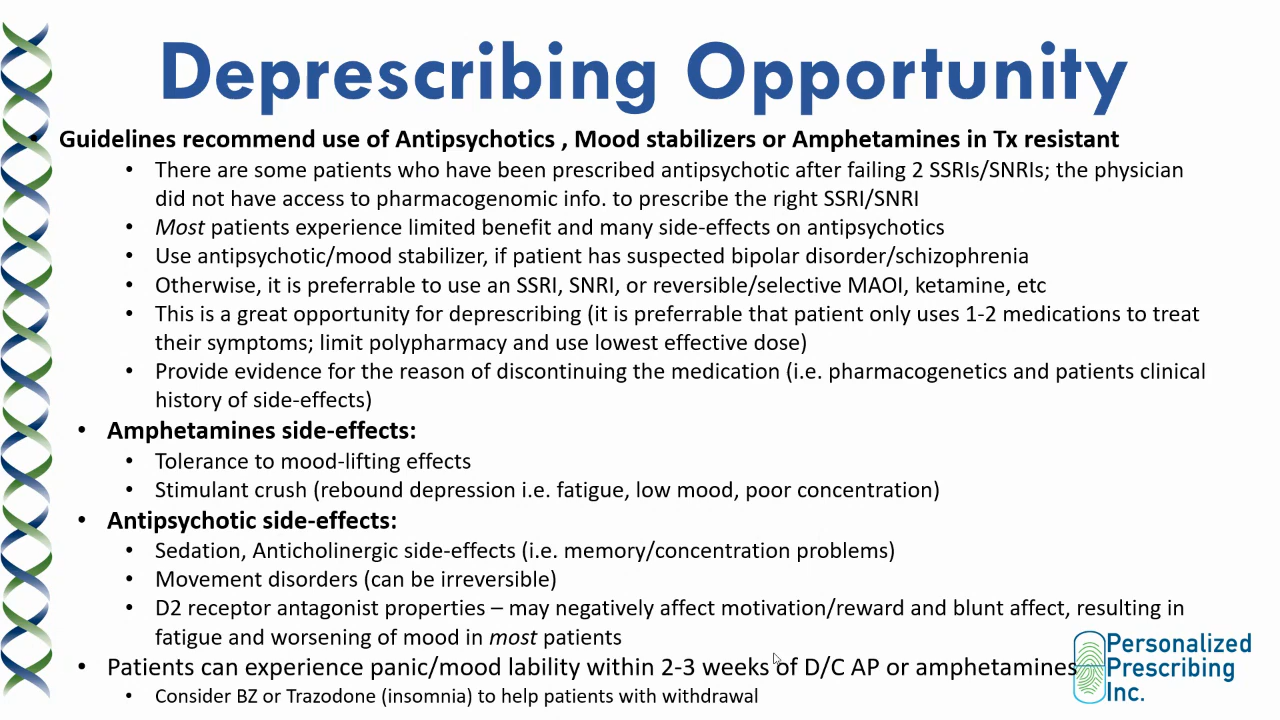 Deprescribing Opportunity
Guidelines recommend use of Antipsychotics , Mood stabilizers or Amphetamines in Tx resistant
• There are some patients who have been prescribed antipsychotic after failing 2 SSRIs/SNRIs; the physician
did not have access to pharmacogenomic info. to prescribe the right SSRI/SNRI
• Most patients experience limited benefit and many side-effects on antipsychotics
• Use antipsychotic/mood stabilizer, if patient has suspected bipolar disorder/schizophrenia
• Otherwise, it is preferrable to use an SSRI, SNRI, or reversible/selective MAOI, ketamine, etc
• This is a great opportunity for deprescribing (it is preferrable that patient only uses 1-2 medications to treat
their symptoms; limit polypharmacy and use lowest effective dose)
• Provide evidence for the reason of discontinuing the medication (i.e. pharmacogenetics and patients clinical
history of side-effects)
• Amphetamines side-effects:
• Tolerance to mood-lifting effects
• Stimulant crush (rebound depression i.e. fatigue, low mood, poor concentration)
• Antipsychotic side-effects:
• Sedation, Anticholinergic side-effects (i.e. memory/concentration problems)
• Movement disorders (can be irreversible)
• D2 receptor antagonist properties – may negatively affect motivation/reward and blunt affect, resulting in
fatigue and worsening of mood in most patients
• Patients can experience panic/mood lability within 2-3 weeks of D/C AP or amphetamines
• Consider BZ or Trazodone (insomnia) to help patients with withdrawal
Personalized
Prescribing
Inc.